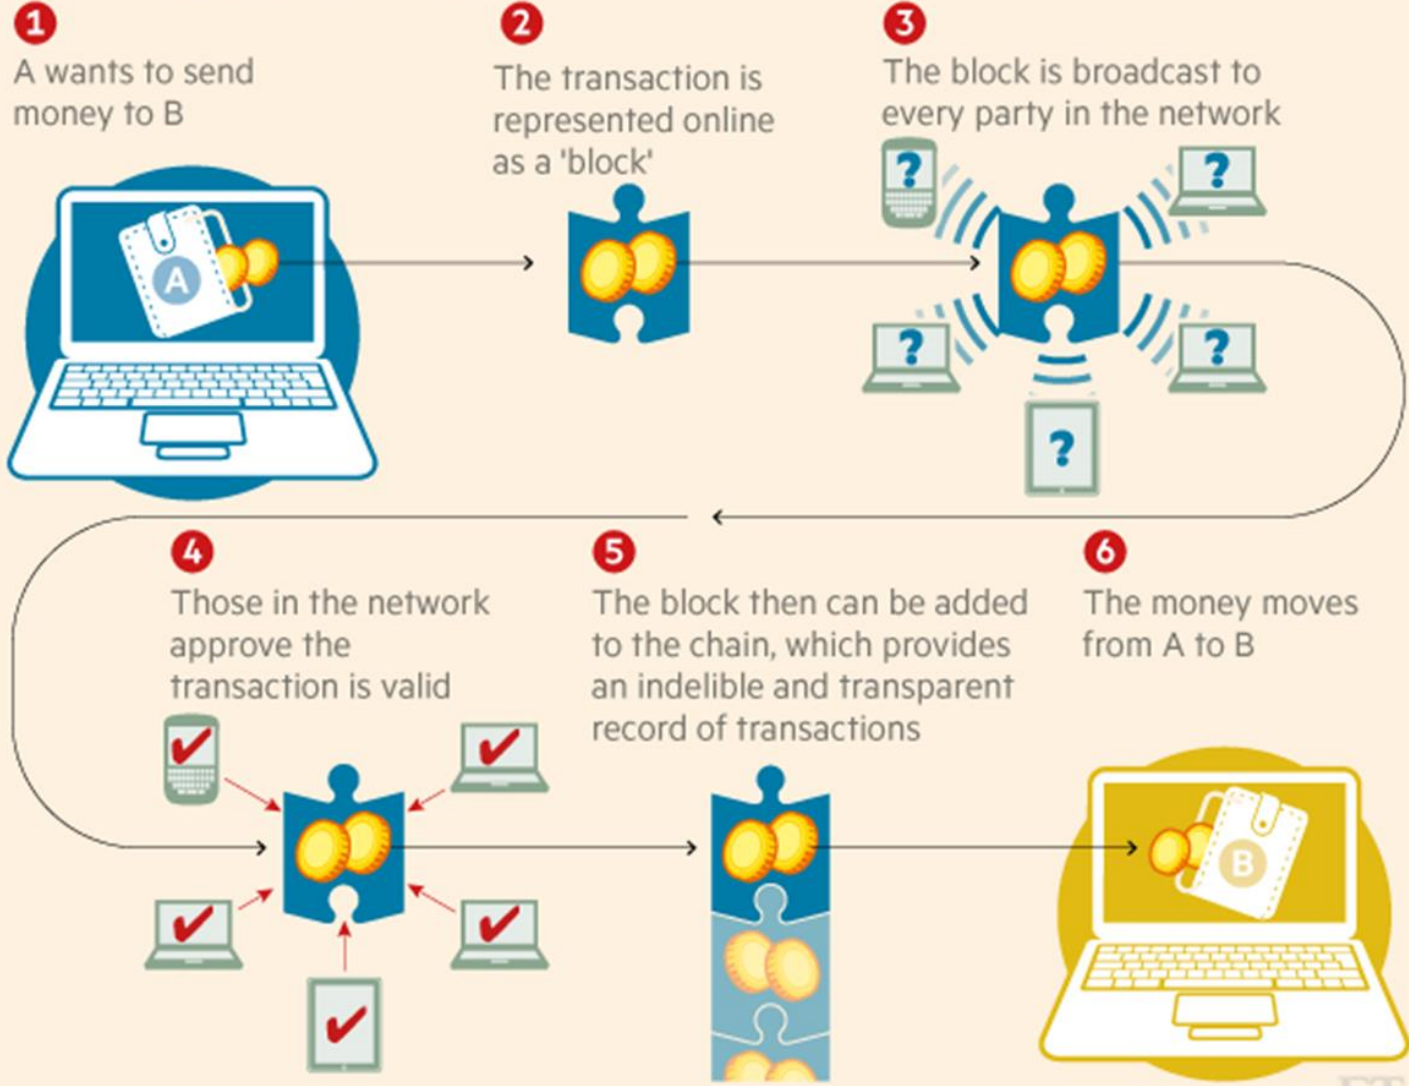 1
A wants to send
money to B
2
The transaction is
represented online
as a 'block'
3
The block is broadcast to
every party in the network
?
?
?
?
?
A
4
Those in the network
approve the
transaction is valid
5
The block then can be added
to the chain, which provides
an indelible and transparent
record of transactions
6
The money moves
from A to B
B